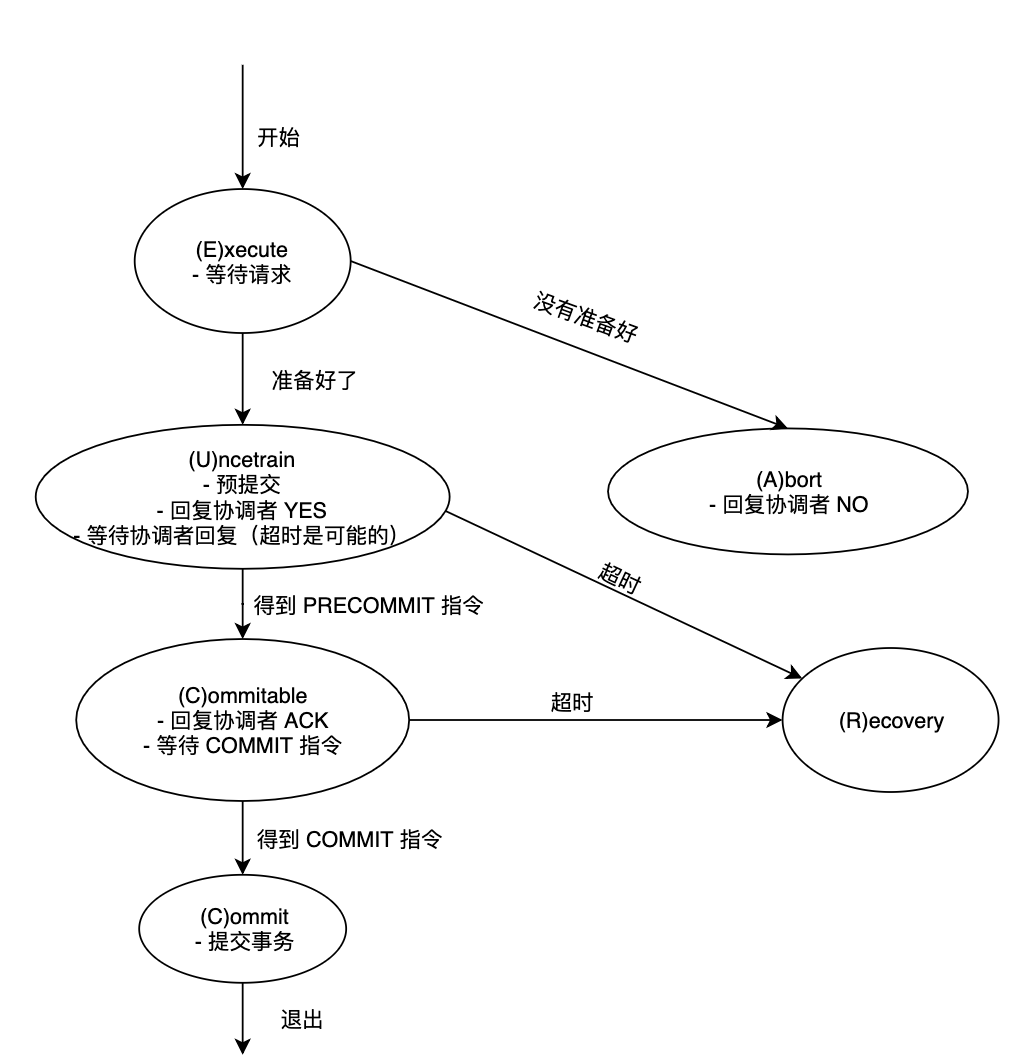 开始
(E)xecute
- 等待请求
没有准备好
准备好了
(U)ncetrain
- 预提交
- 回复协调者 YES
- 等待协调者回复（超时是可能的）
(A)bort
- 回复协调者 NO
超时
得到 PRECOMMIT 指令
(C)ommitable
- 回复协调者 ACK
- 等待 COMMIT 指令
超时
(R)ecovery
得到 COMMIT 指令
(C)ommit
- 提交事务
退出